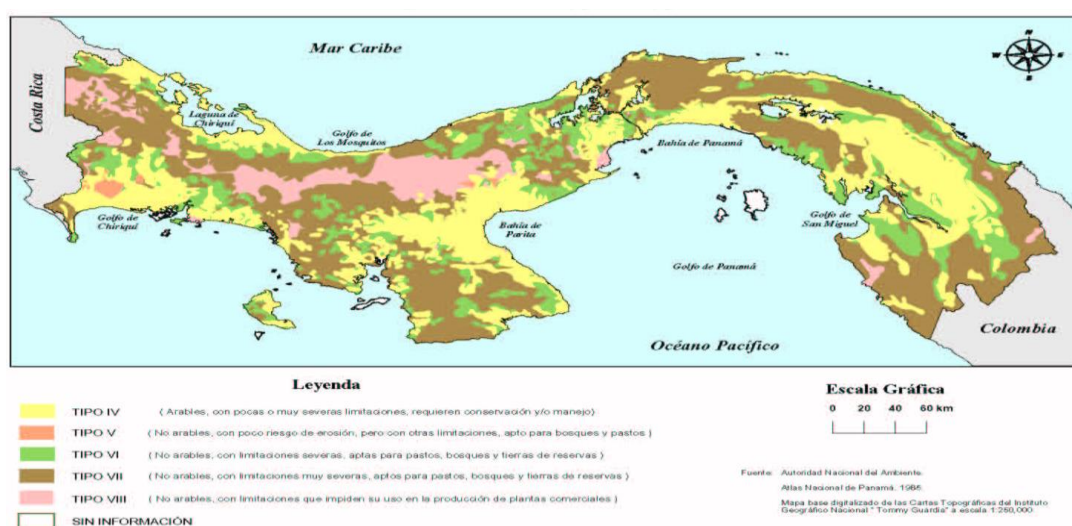 Mar Caribe
N
W
E
S
Costa Rica
Laguna de
Chiriquí
Golfo de
Los Mosquitos
Bahía de Panamá
Golfo de
Chiriquí
Bahía de
Parita
Golfo de
San Miguel
Golfo de Panamá
Colombia
Océano Pacífico
Leyenda
TIPO IV ( Arables, con pocas o muy severas limitaciones, requieren conservación y/o manejo)
TIPO V ( No arables, con poco riesgo de erosión, pero con otras limitaciones, apto para bosques y pastos )
TIPO VI ( No arables, con limitaciones severas, aptas para pastos, bosques y tierras de reservas )
TIPO VII ( No arables, con limitaciones muy severas, aptos para pastos, bosques y tierras de reservas )
TIPO VIII ( No arables, con limitaciones que impiden su uso en la producción de plantas comerciales )
SIN INFORMACIÓN
Escala Gráfica
0 20 40 60 km
Fuente: Autoridad Nacional del Ambiente.
Atlas Nacional de Panamá, 1986.
Mapa base digitalizado de las Cartas Topográficas del Instituto
Geográfico Nacional "Tommy Guardia" a escala 1:250,000